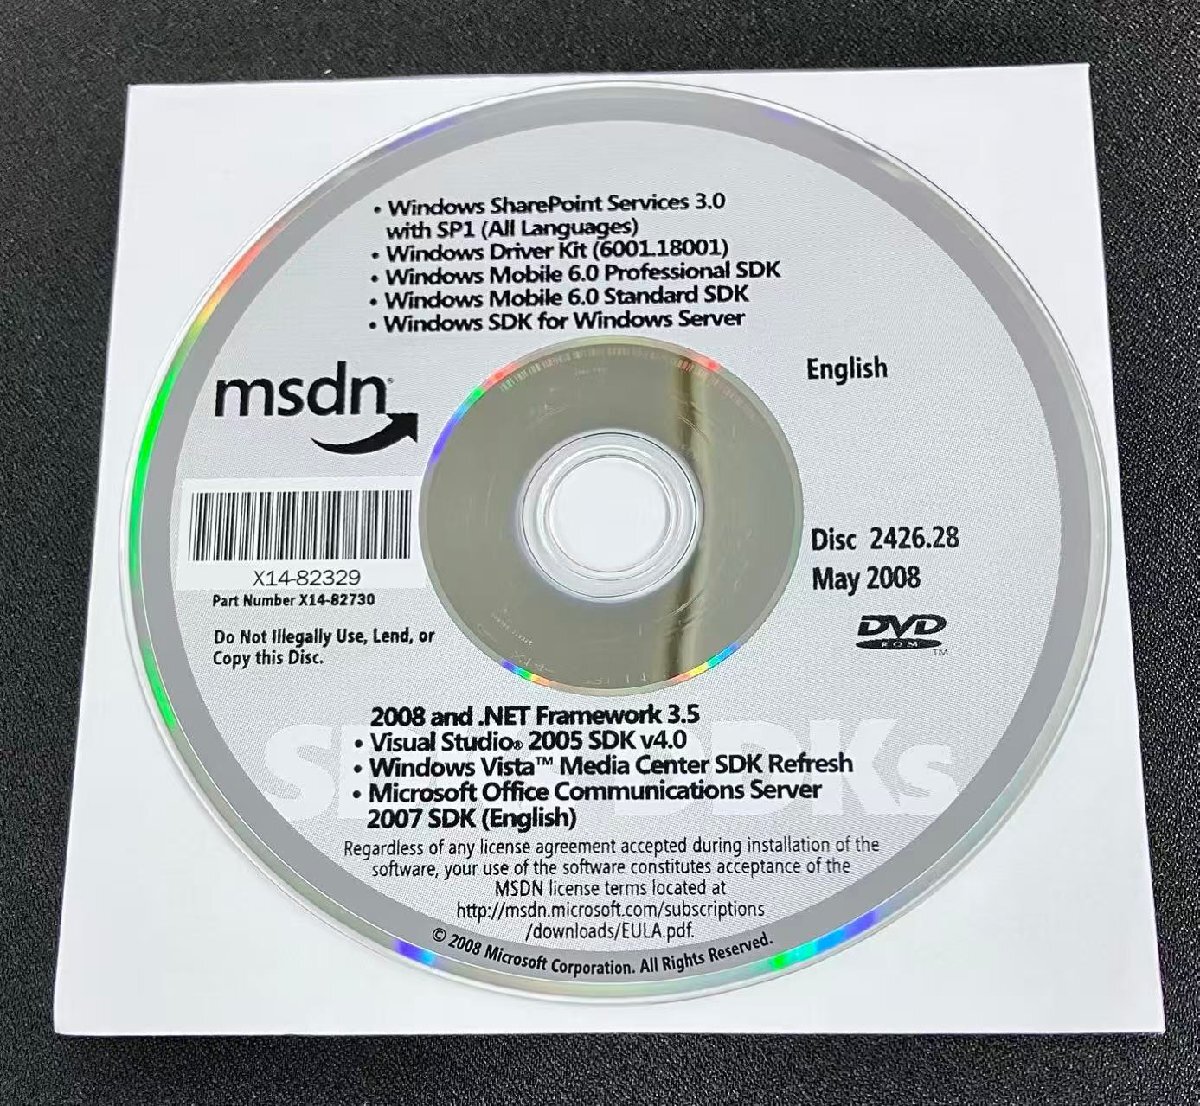 • Windows SharePoint Services 3.0
with SP1 (All Languages)
• Windows Driver Kit (6001.18001)
• Windows Mobile 6.0 Professional SDK
• Windows Mobile 6.0 Standard SDK
• Windows SDK for Windows Server
English
msdn®
X14-82329
Part Number X14-82730
Do Not Illegally Use, Lend, or
Copy this Disc.
Disc 2426.28
May 2008
DVD
ROM
TM
2008 and .NET Framework 3.5
• Visual Studio® 2005 SDK v4.0
• Windows Vista™ Media Center SDK Refresh
• Microsoft Office Communications Server
2007 SDK (English)
Regardless of any license agreement accepted during installation of the
software, your use of the software constitutes acceptance of the
MSDN license terms located at
http://msdn.microsoft.com/subscriptions
/downloads/EULA.pdf.
© 2008 Microsoft Corporation. All Rights Reserved.